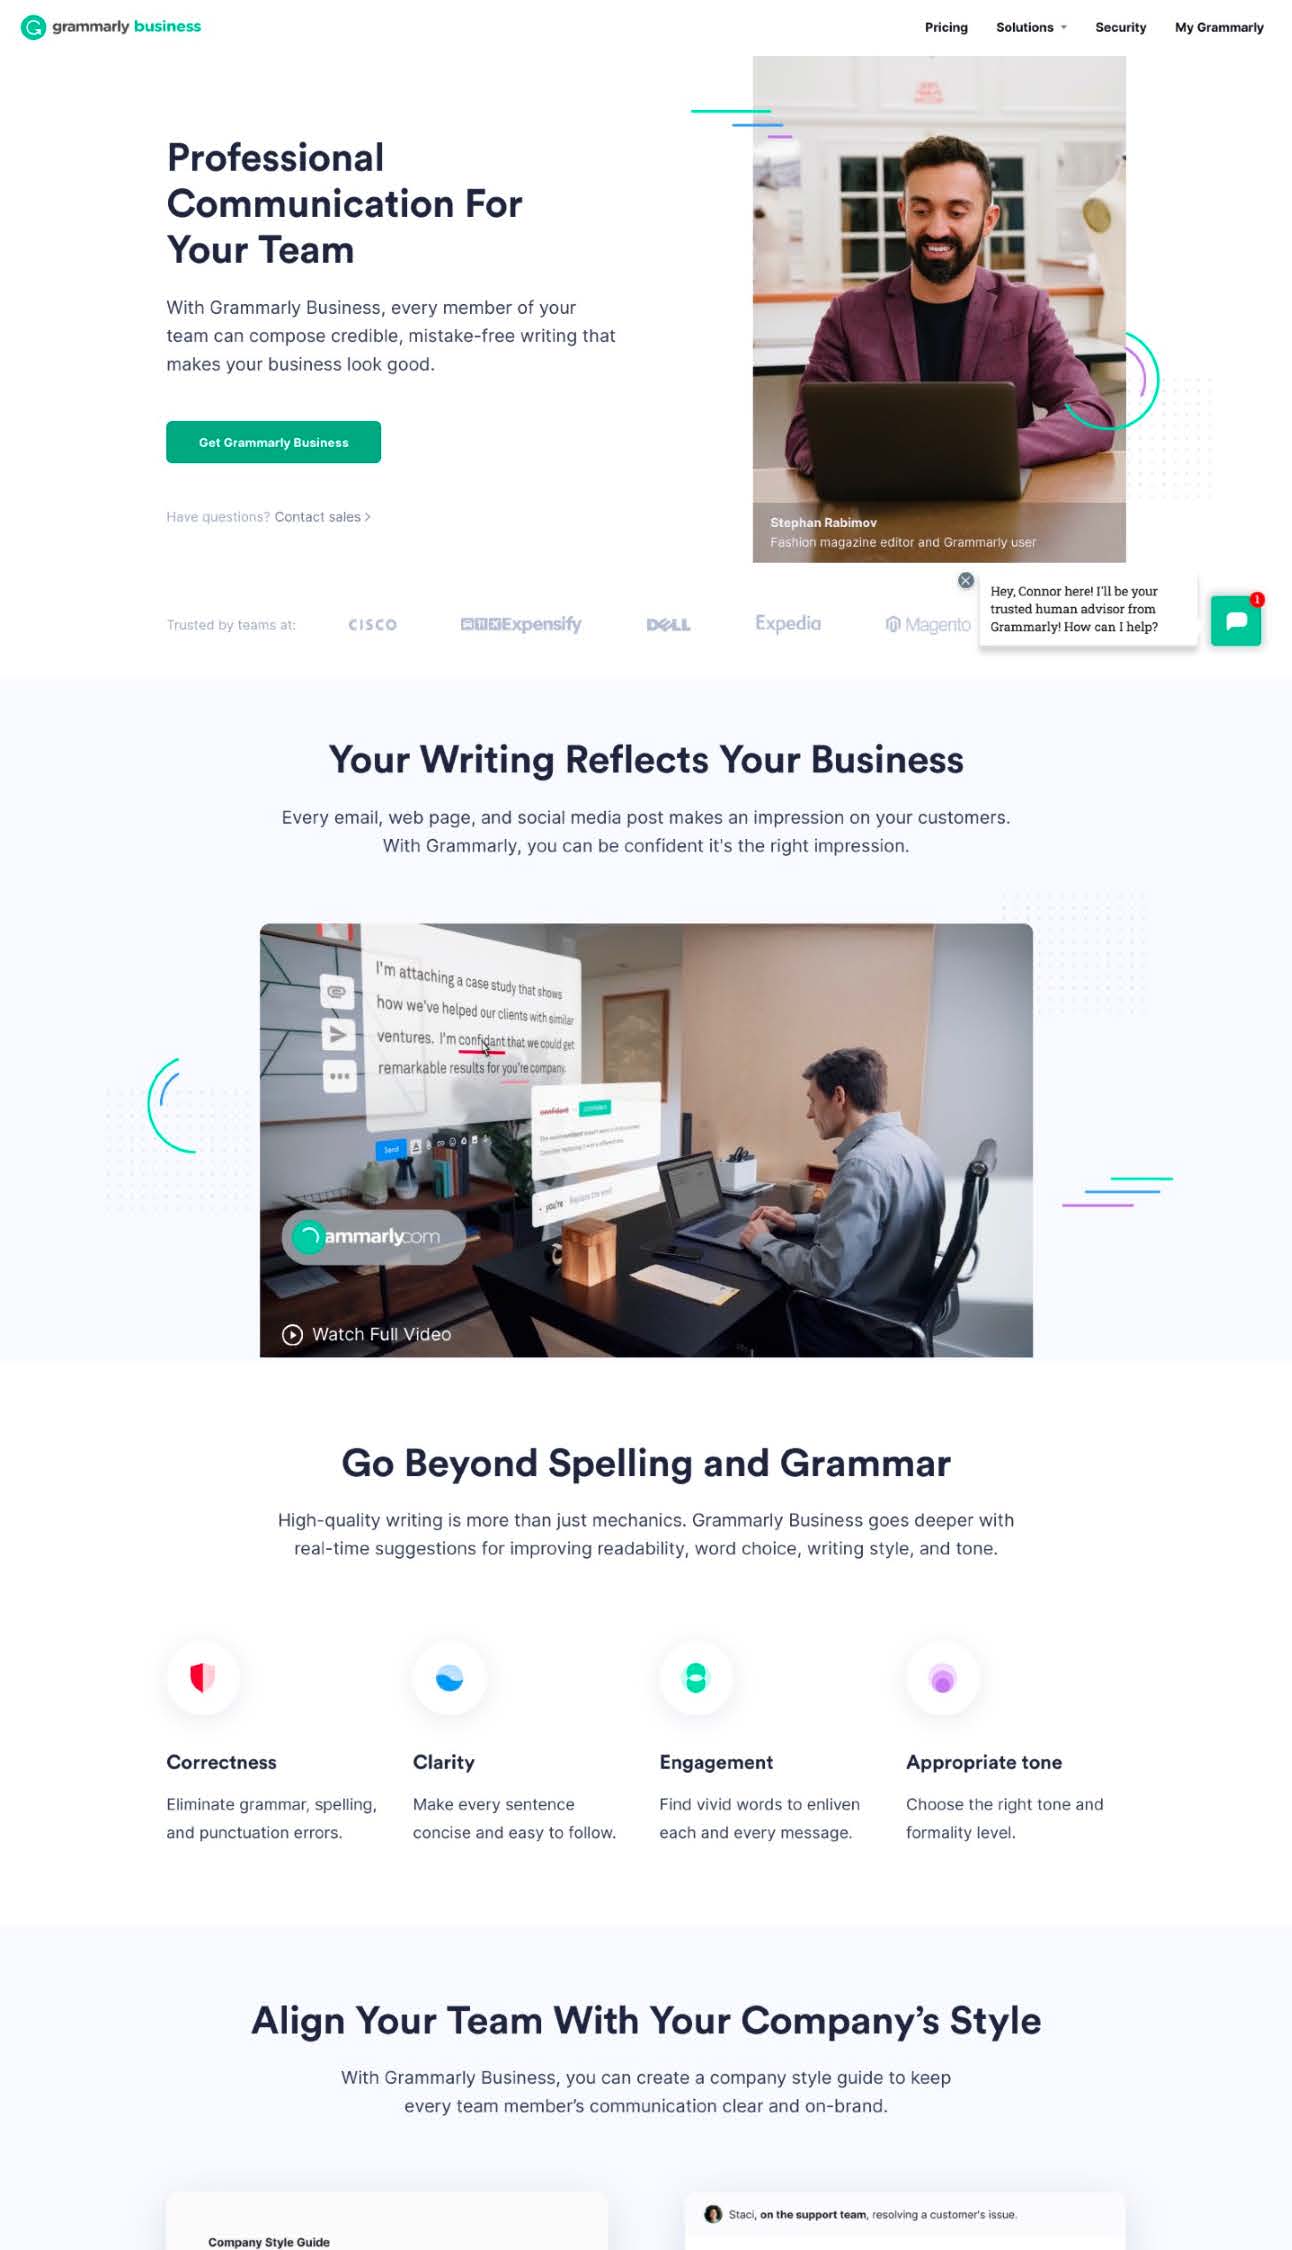 grammarly business
Pricing Solutions Security My Grammarly
Professional
Communication For
Your Team
With Grammarly Business, every member of your
team can compose credible, mistake-free writing that
makes your business look good.
Get Grammarly Business
Have questions? Contact sales >
Stephan Rabimov
Fashion magazine editor and Grammarly user
Hey, Connor here! I'll be your
trusted human advisor from
Grammarly! How can I help?
1
Trusted by teams at: CISCO Expensify DELL Expedia Magento
Your Writing Reflects Your Business
Every email, web page, and social media post makes an impression on your customers.
With Grammarly, you can be confident it's the right impression.
I'm attaching a case study that shows
how we've helped our clients with similar
ventures. I'm confidant that we could get
remarkable results for you're company.
Send
confidant
you're
ammarly.com
Watch Full Video
Go Beyond Spelling and Grammar
High-quality writing is more than just mechanics. Grammarly Business goes deeper with
real-time suggestions for improving readability, word choice, writing style, and tone.
Correctness
Eliminate grammar, spelling,
and punctuation errors.
Clarity
Make every sentence
concise and easy to follow.
Engagement
Find vivid words to enliven
each and every message.
Appropriate tone
Choose the right tone and
formality level.
Align Your Team With Your Company’s Style
With Grammarly Business, you can create a company style guide to keep
every team member’s communication clear and on-brand.
Company Style Guide
Staci, on the support team, resolving a customer's issue.